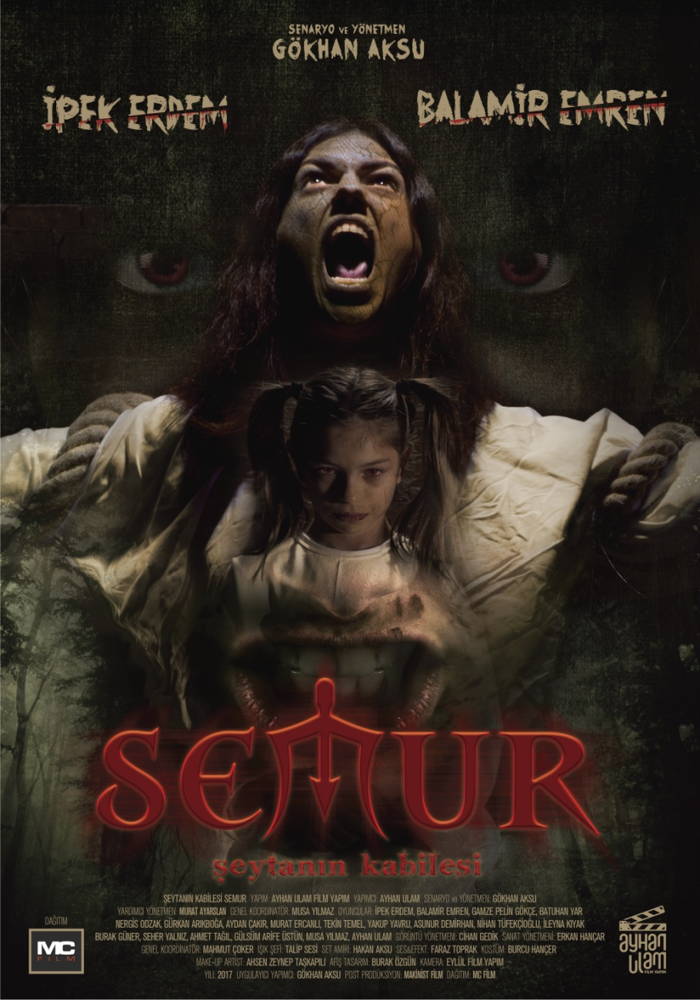 SENARYO ve YÖNETMEN
GÖKHAN AKSU
İPEK ERDEM
BALAMİR EMREN
SEMUR
şeytanın kabilesi
ŞEYTANIN KABİLESİ SEMUR YAPIM: AYHAN ULAM FİLM YAPIM YAPIMCI: AYHAN ULAM SENARYO ve YÖNETMEN: GÖKHAN AKSU
YARDIMCI YÖNETMEN: MURAT AYARSLAN GENEL KOORDİNATÖR: MUSA YILMAZ OYUNCULAR: İPEK ERDEM, BALAMİR EMREN, GAMZE PELİN GÖKÇE, BATUHAN YAR
NERGİS ODZAK, GÜRKAN ARIKBOĞA, AYDAN ÇAKIR, MURAT ERCANLI, TEKİN TEMEL, YAKUP YAVRU, ASUNUR DEMİRHAN, NİHAN TÜFEKÇİOĞLU, İLEYNA KIYAK
BURAK GÜNER, SEHER YALNIZ, AHMET TAĞIL, GÜLSÜM ARİFE ÜSTÜN, MUSA YILMAZ, AYHAN ULAM GÖRÜNTÜ YÖNETMENİ: CİHAN GEDİK SANAT YÖNETMENİ: ERKAN HANÇAR
GENEL KOORDİNATÖR: MAHMUT ÇOKER IŞIK ŞEFİ: TALİP SESİ SET AMİRİ: HAKAN AKSU SES&EFEKT: FARAZ TOPRAK KOSTÜM: BURCU HANÇER
MAKE-UP ARTIST: AHSEN ZEYNEP TAŞKAPILI AFİŞ TASARIM: BURAK ÖZGÜN KAMERA: EYLÜL FİLM YAPIM
YILI: 2017 UYGULAYICI YAPIMCI: GÖKHAN AKSU POST PRODÜKSİYON: MAKİNİST FİLM DAĞITIM: MC FİLM
DAĞITIM
MC
FILM
ayhan
ulam
FİLM YAPIM